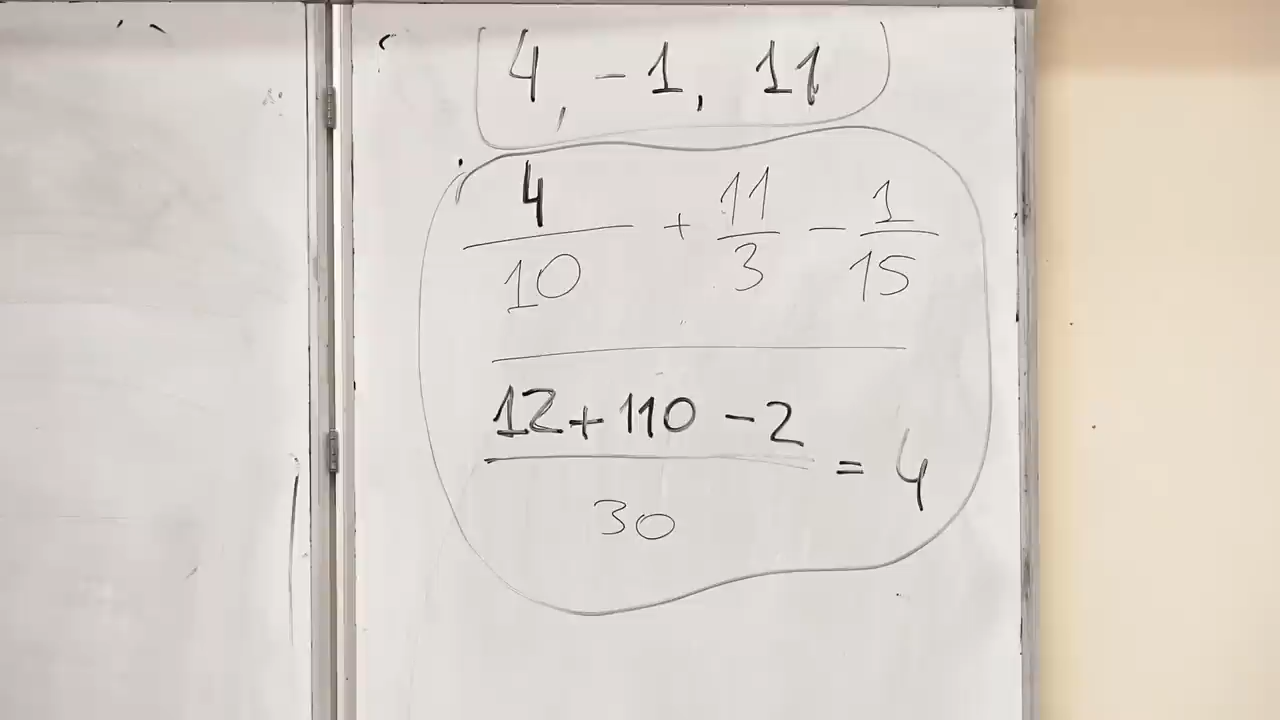 4, -1, 11
4/10 + 11/3 - 1/15
(12 + 110 - 2)/30 = 4